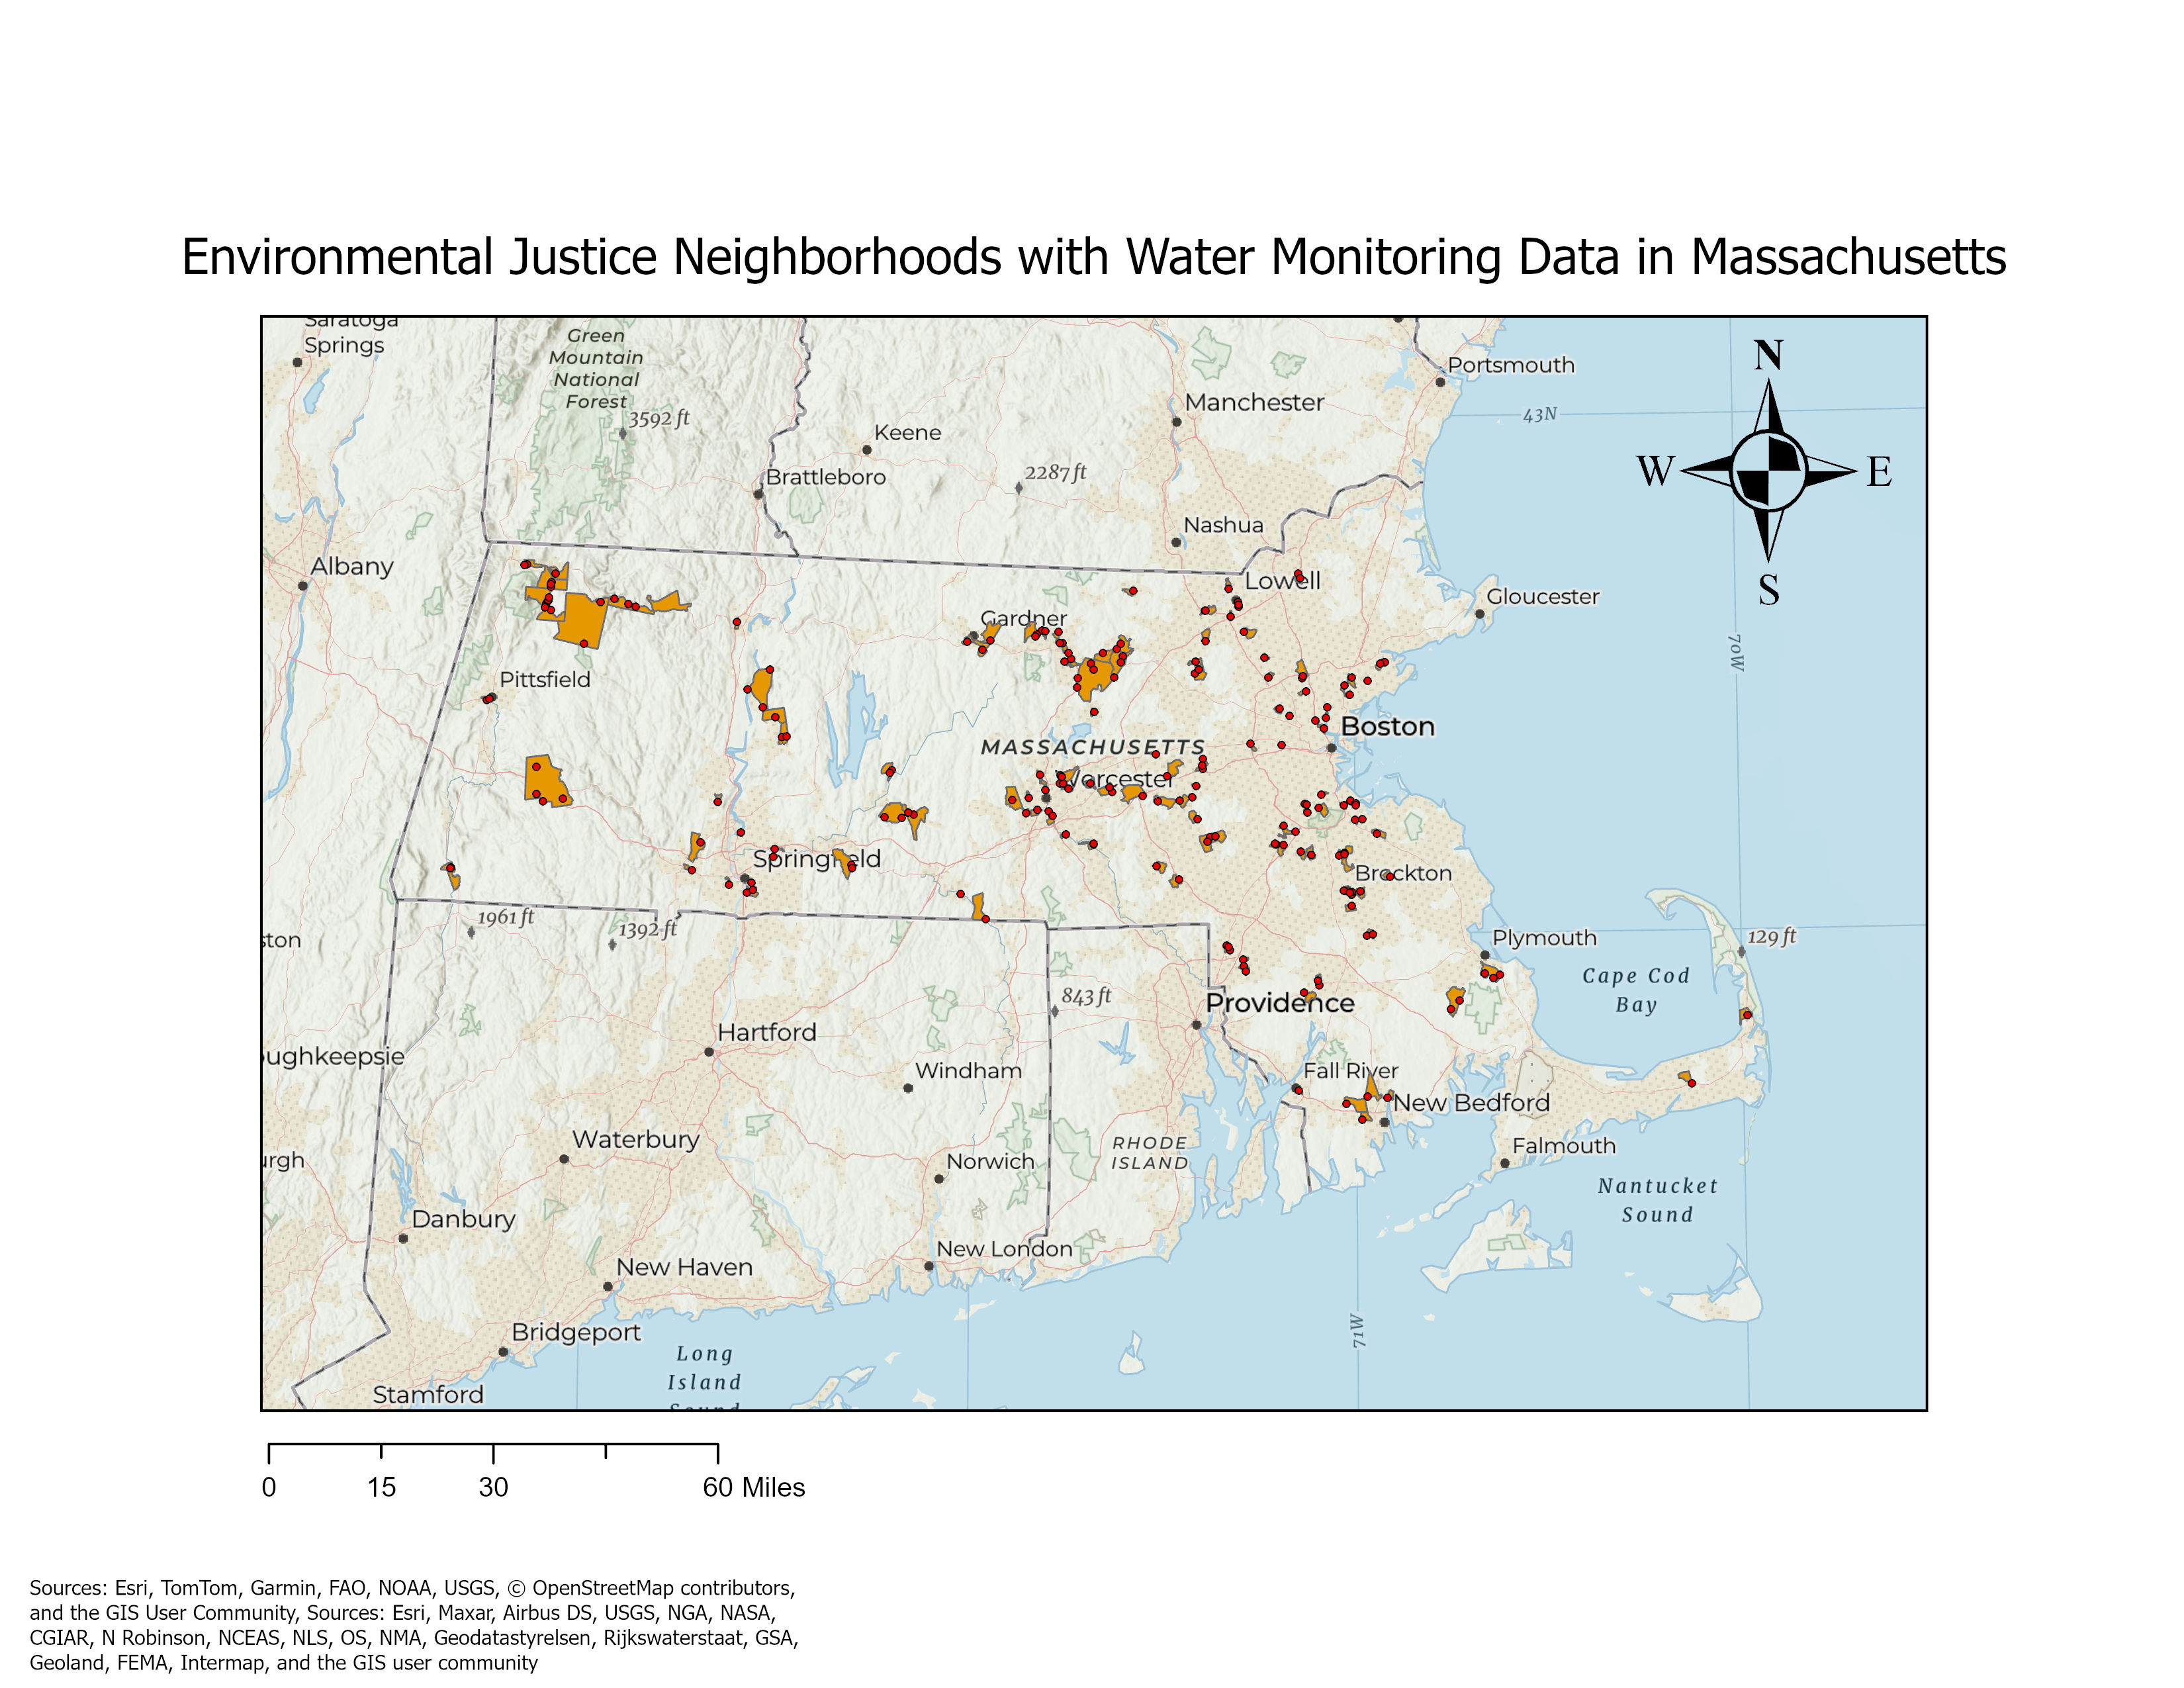 Environmental Justice Neighborhoods with Water Monitoring Data in Massachusetts
Saratoga
Springs
Green
Mountain
National
Forest
3592 ft
Portsmouth
N
43N
Manchester
Keene
W
E
Brattleboro
2287 ft
Nashua
S
Albany
Lowell
Gloucester
Gardner
70W
Pittsfield
Boston
MASSACHUSETTS
Worcester
Springfield
Brockton
1961 ft
1392 ft
ston
Plymouth
129 ft
Cape Cod
Bay
843 ft
Providence
Hartford
oughkeepsie
Windham
Fall River
New Bedford
Waterbury
RHODE
ISLAND
Falmouth
urgh
Norwich
Nantucket
Sound
Danbury
New London
New Haven
Bridgeport
71W
Long
Island
Sound
Stamford
0 15 30 60 Miles
Sources: Esri, TomTom, Garmin, FAO, NOAA, USGS, © OpenStreetMap contributors,
and the GIS User Community, Sources: Esri, Maxar, Airbus DS, USGS, NGA, NASA,
CGIAR, N Robinson, NCEAS, NLS, OS, NMA, Geodatastyrelsen, Rijkswaterstaat, GSA,
Geoland, FEMA, Intermap, and the GIS user community